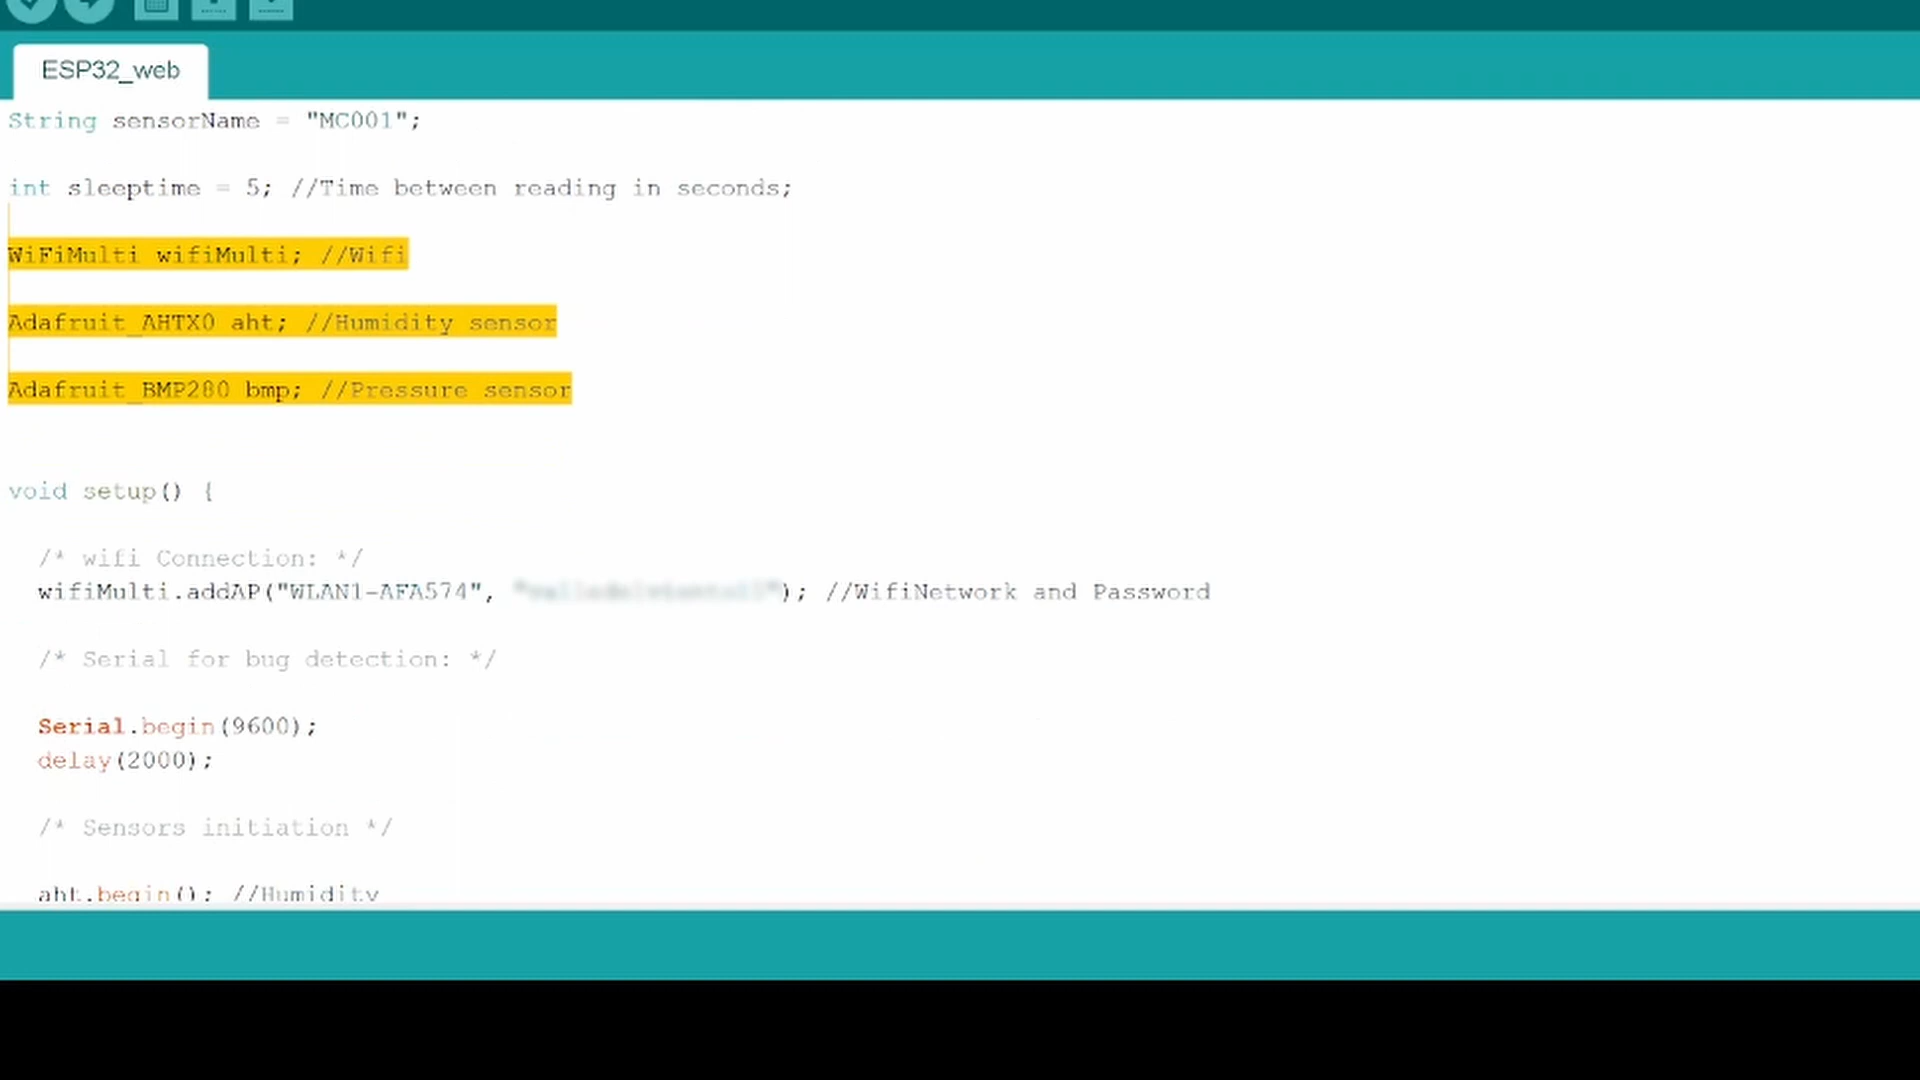 ESP32_web
String sensorName = "MC001";
int sleeptime = 5; //Time between reading in seconds;
WiFiMulti wifiMulti; //Wifi
Adafruit_AHTX0 aht; //Humidity sensor
Adafruit_BMP280 bmp; //Pressure sensor
void setup() {
/* wifi Connection: */
wifiMulti.addAP("WLAN1-AFA574", "); //WifiNetwork and Password
/* Serial for bug detection: */
Serial.begin(9600);
delay(2000);
/* Sensors initiation */
aht.begin(); //Humidity